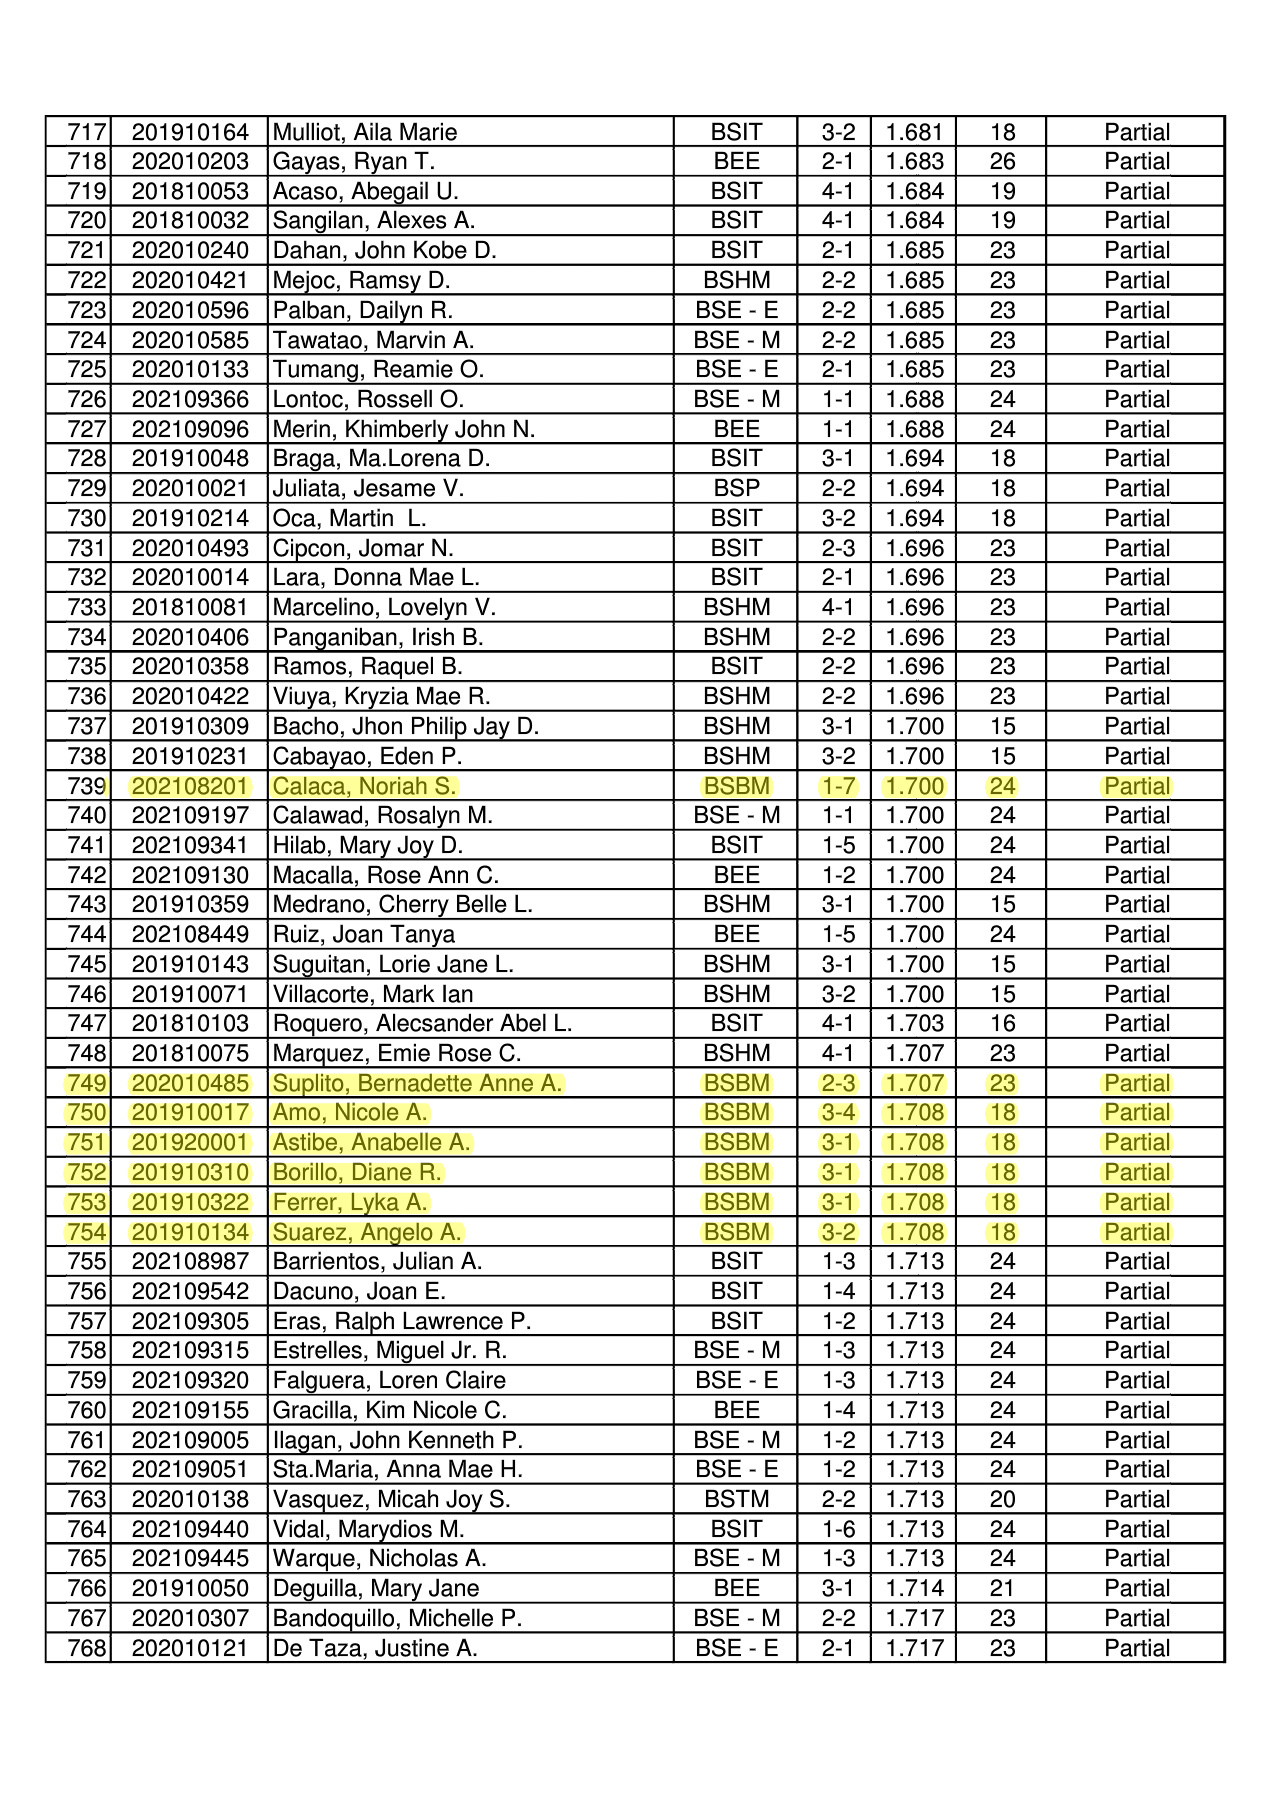 717 201910164 Mulliot, Aila Marie BSIT 3-2 1.681 18 Partial
718 202010203 Gayas, Ryan T. BEE 2-1 1.683 26 Partial
719 201810053 Acaso, Abegail U. BSIT 4-1 1.684 19 Partial
720 201810032 Sangilan, Alexes A. BSIT 4-1 1.684 19 Partial
721 202010240 Dahan, John Kobe D. BSIT 2-1 1.685 23 Partial
722 202010421 Mejoc, Ramsy D. BSHM 2-2 1.685 23 Partial
723 202010596 Palban, Dailyn R. BSE - E 2-2 1.685 23 Partial
724 202010585 Tawatao, Marvin A. BSE - M 2-2 1.685 23 Partial
725 202010133 Tumang, Reamie O. BSE - E 2-1 1.685 23 Partial
726 202109366 Lontoc, Rossell O. BSE - M 1-1 1.688 24 Partial
727 202109096 Merin, Khimberly John N. BEE 1-1 1.688 24 Partial
728 201910048 Braga, Ma.Lorena D. BSIT 3-1 1.694 18 Partial
729 202010021 Juliata, Jesame V. BSP 2-2 1.694 18 Partial
730 201910214 Oca, Martin  L. BSIT 3-2 1.694 18 Partial
731 202010493 Cipcon, Jomar N. BSIT 2-3 1.696 23 Partial
732 202010014 Lara, Donna Mae L. BSIT 2-1 1.696 23 Partial
733 201810081 Marcelino, Lovelyn V. BSHM 4-1 1.696 23 Partial
734 202010406 Panganiban, Irish B. BSHM 2-2 1.696 23 Partial
735 202010358 Ramos, Raquel B. BSIT 2-2 1.696 23 Partial
736 202010422 Viuya, Kryzia Mae R. BSHM 2-2 1.696 23 Partial
737 201910309 Bacho, Jhon Philip Jay D. BSHM 3-1 1.700 15 Partial
738 201910231 Cabayao, Eden P. BSHM 3-2 1.700 15 Partial
739 202108201 Calaca, Noriah S. BSBM 1-7 1.700 24 Partial
740 202109197 Calawad, Rosalyn M. BSE - M 1-1 1.700 24 Partial
741 202109341 Hilab, Mary Joy D. BSIT 1-5 1.700 24 Partial
742 202109130 Macalla, Rose Ann C. BEE 1-2 1.700 24 Partial
743 201910359 Medrano, Cherry Belle L. BSHM 3-1 1.700 15 Partial
744 202108449 Ruiz, Joan Tanya BEE 1-5 1.700 24 Partial
745 201910143 Suguitan, Lorie Jane L. BSHM 3-1 1.700 15 Partial
746 201910071 Villacorte, Mark Ian BSHM 3-2 1.700 15 Partial
747 201810103 Roquero, Alecsander Abel L. BSIT 4-1 1.703 16 Partial
748 201810075 Marquez, Emie Rose C. BSHM 4-1 1.707 23 Partial
749 202010485 Suplito, Bernadette Anne A. BSBM 2-3 1.707 23 Partial
750 201910017 Amo, Nicole A. BSBM 3-4 1.708 18 Partial
751 201920001 Astibe, Anabelle A. BSBM 3-1 1.708 18 Partial
752 201910310 Borillo, Diane R. BSBM 3-1 1.708 18 Partial
753 201910322 Ferrer, Lyka A. BSBM 3-1 1.708 18 Partial
754 201910134 Suarez, Angelo A. BSBM 3-2 1.708 18 Partial
755 202108987 Barrientos, Julian A. BSIT 1-3 1.713 24 Partial
756 202109542 Dacuno, Joan E. BSIT 1-4 1.713 24 Partial
757 202109305 Eras, Ralph Lawrence P. BSIT 1-2 1.713 24 Partial
758 202109315 Estrelles, Miguel Jr. R. BSE - M 1-3 1.713 24 Partial
759 202109320 Falguera, Loren Claire BSE - E 1-3 1.713 24 Partial
760 202109155 Gracilla, Kim Nicole C. BEE 1-4 1.713 24 Partial
761 202109005 Ilagan, John Kenneth P. BSE - M 1-2 1.713 24 Partial
762 202109051 Sta.Maria, Anna Mae H. BSE - E 1-2 1.713 24 Partial
763 202010138 Vasquez, Micah Joy S. BSTM 2-2 1.713 20 Partial
764 202109440 Vidal, Marydios M. BSIT 1-6 1.713 24 Partial
765 202109445 Warque, Nicholas A. BSE - M 1-3 1.713 24 Partial
766 201910050 Deguilla, Mary Jane BEE 3-1 1.714 21 Partial
767 202010307 Bandoquillo, Michelle P. BSE - M 2-2 1.717 23 Partial
768 202010121 De Taza, Justine A. BSE - E 2-1 1.717 23 Partial